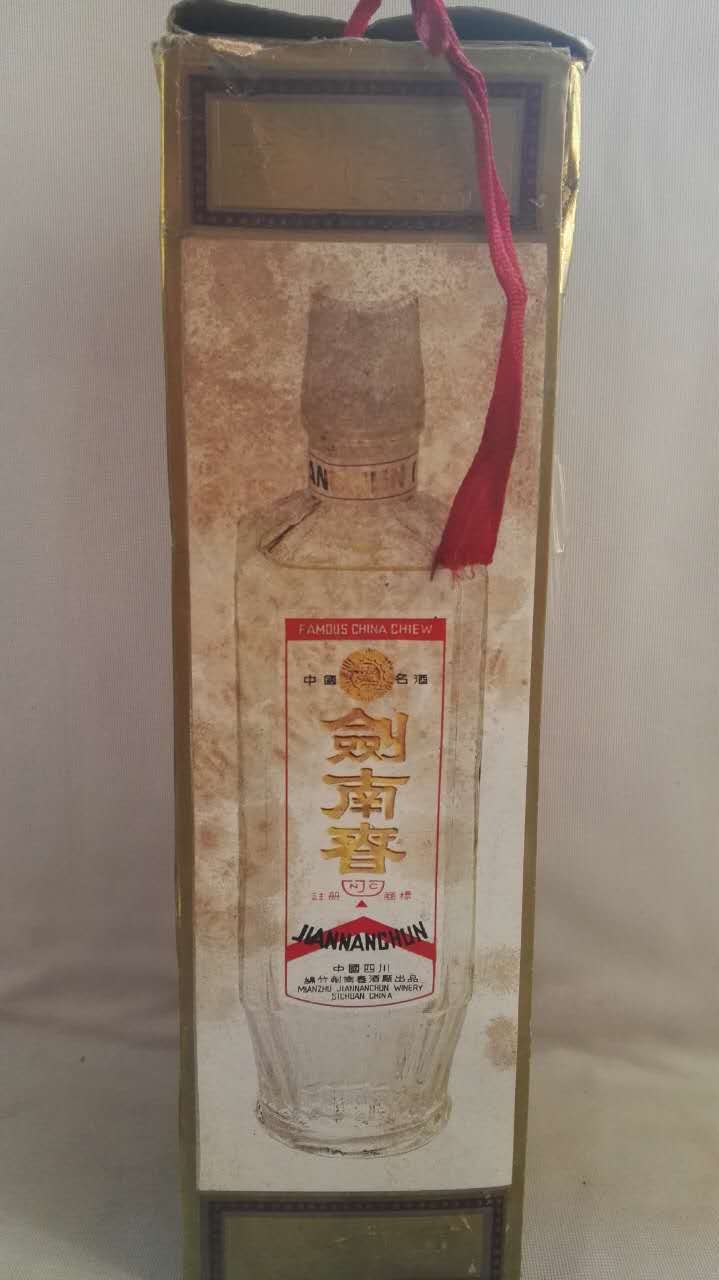 FAMOUS CHINA CHIEW
中國 名酒
劍
南
春
NJC
註册 商標
JIANNANCHUN
中國四川
綿竹劍南春酒廠出品
MIANZHU JIANNANCHUN WINERY
SICHUAN CHINA